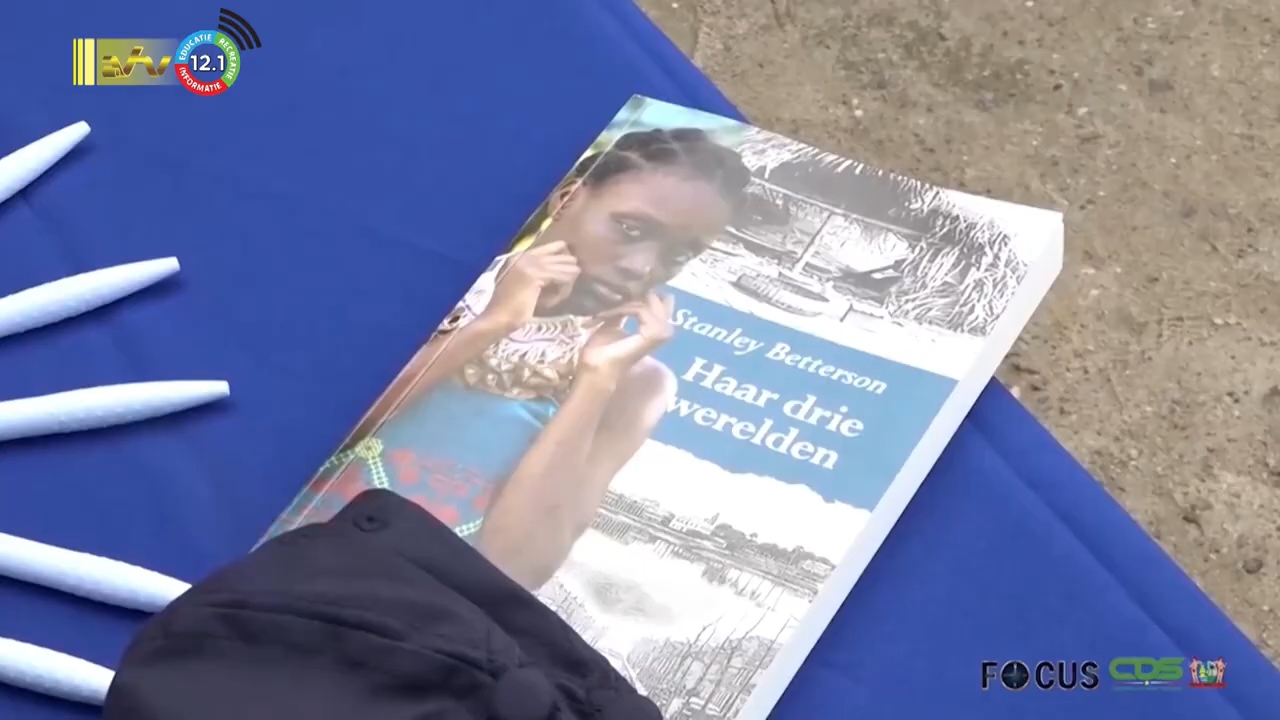 EDUCATIE
RECREATIE
INFORMATIE
12.1
Stanley Betterson
Haar drie
werelden
FOCUS
CDS